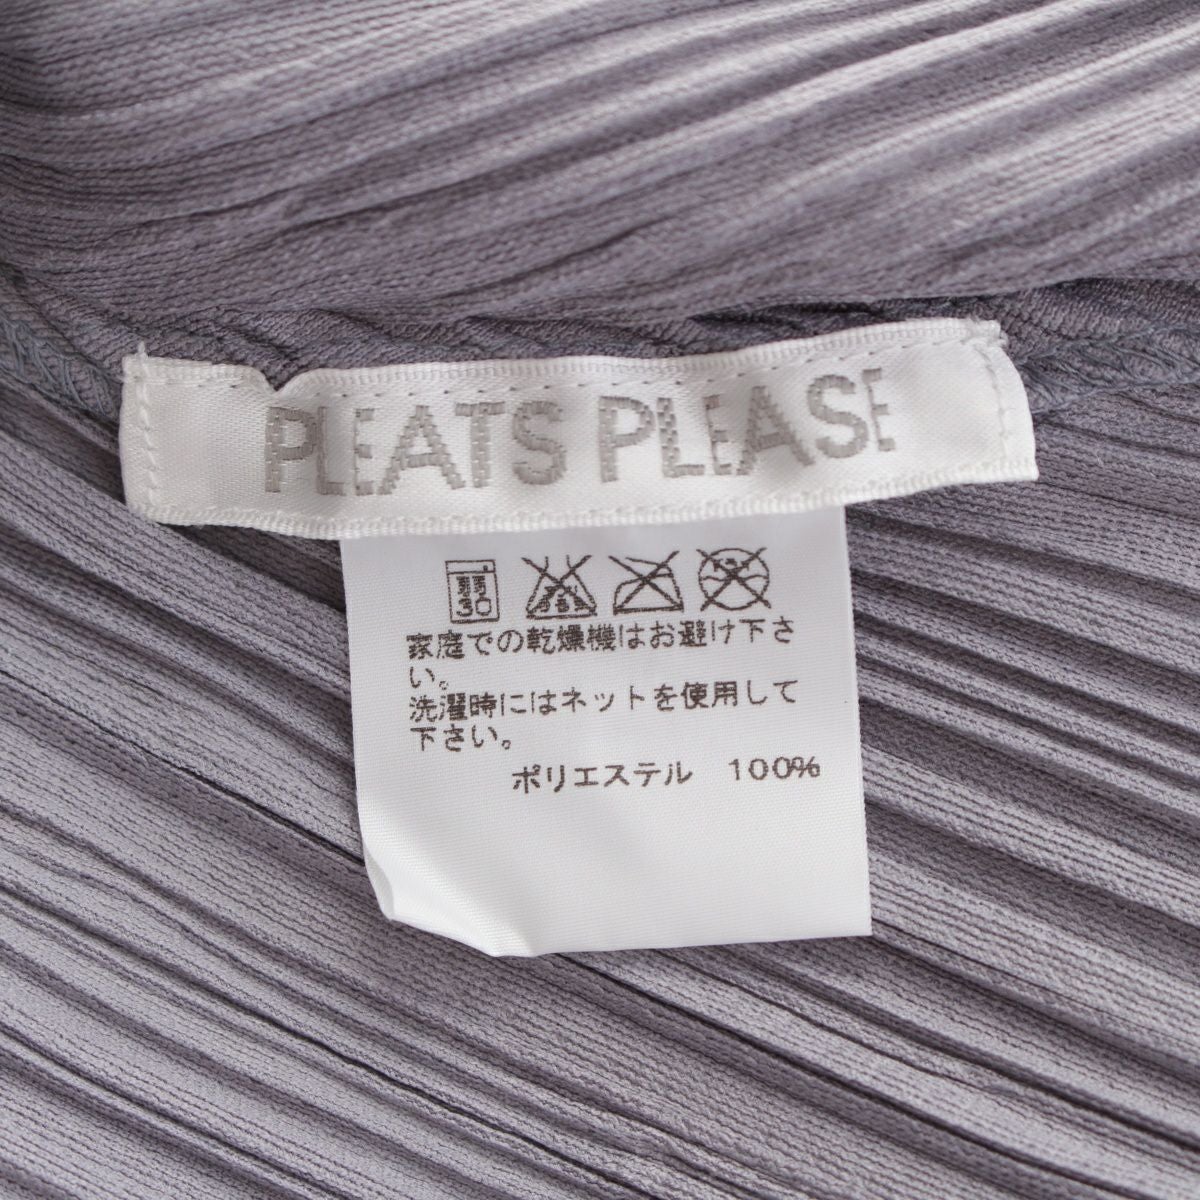 PLEATS PLEASE
30
家庭での乾燥機はお避け下さ
い。
洗濯時にはネットを使用して
下さい。
ポリエステル 100%